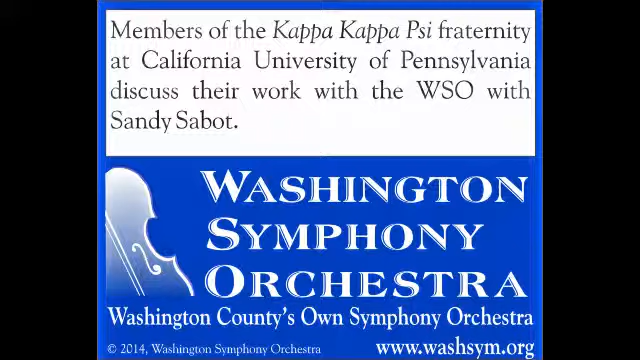 Members of the Kappa Kappa Psi fraternity
at California University of Pennsylvania
discuss their work with the WSO with
Sandy Sabot.
WASHINGTON
SYMPHONY
ORCHESTRA
Washington County's Own Symphony Orchestra
© 2014, Washington Symphony Orchestra www.washsym.org